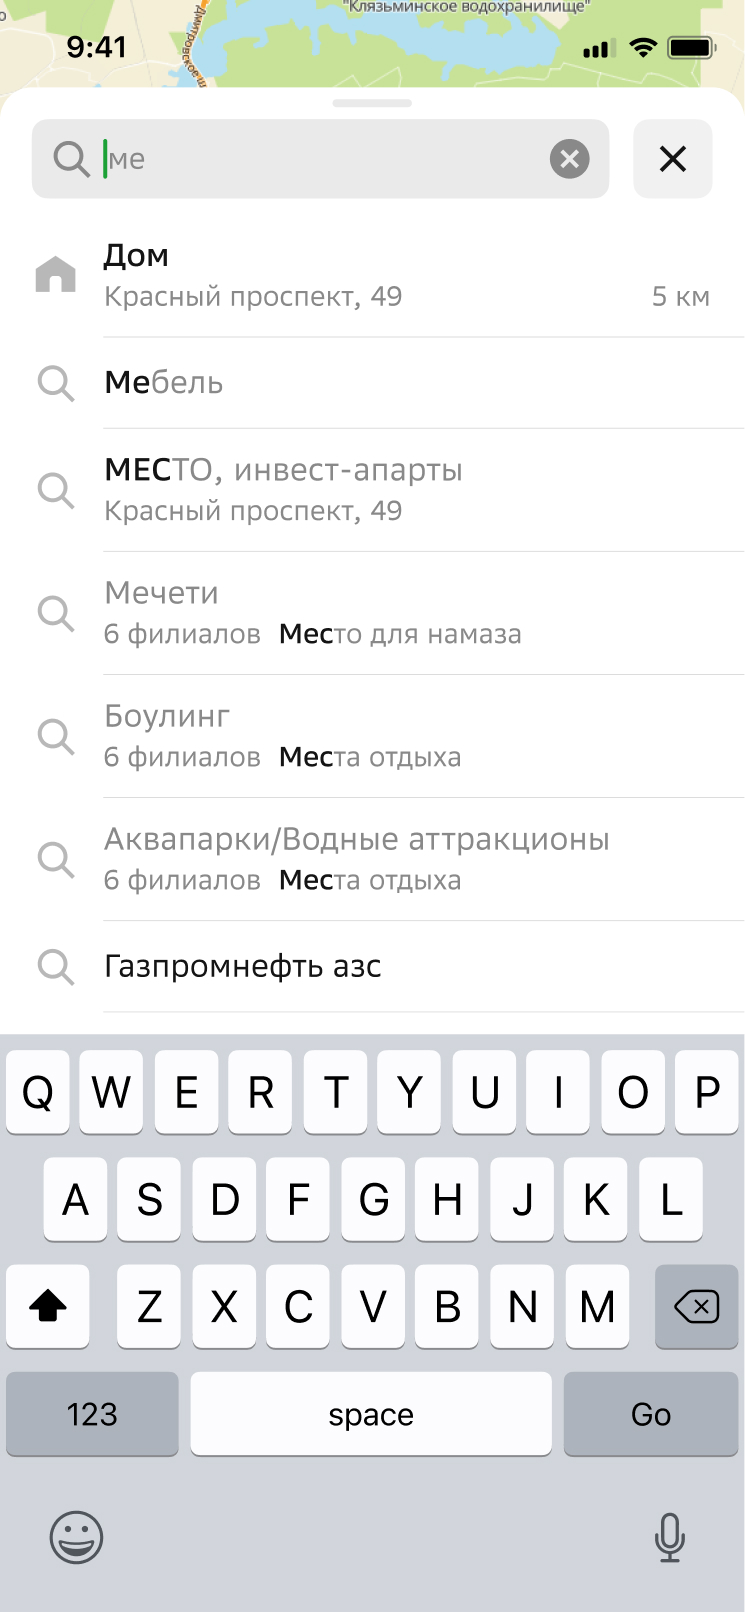 "Клязьминское водохранилище"
Дмитровское ш
9:41
ме
Дом
Красный проспект, 49
5 км
Мебель
МЕСТО, инвест-апарты
Красный проспект, 49
Мечети
6 филиалов Место для намаза
Боулинг
6 филиалов Места отдыха
Аквапарки/Водные аттракционы
6 филиалов Места отдыха
Газпромнефть азс
Q W E R T Y U I O P
A S D F G H J K L
Z X C V B N M
123 space Go